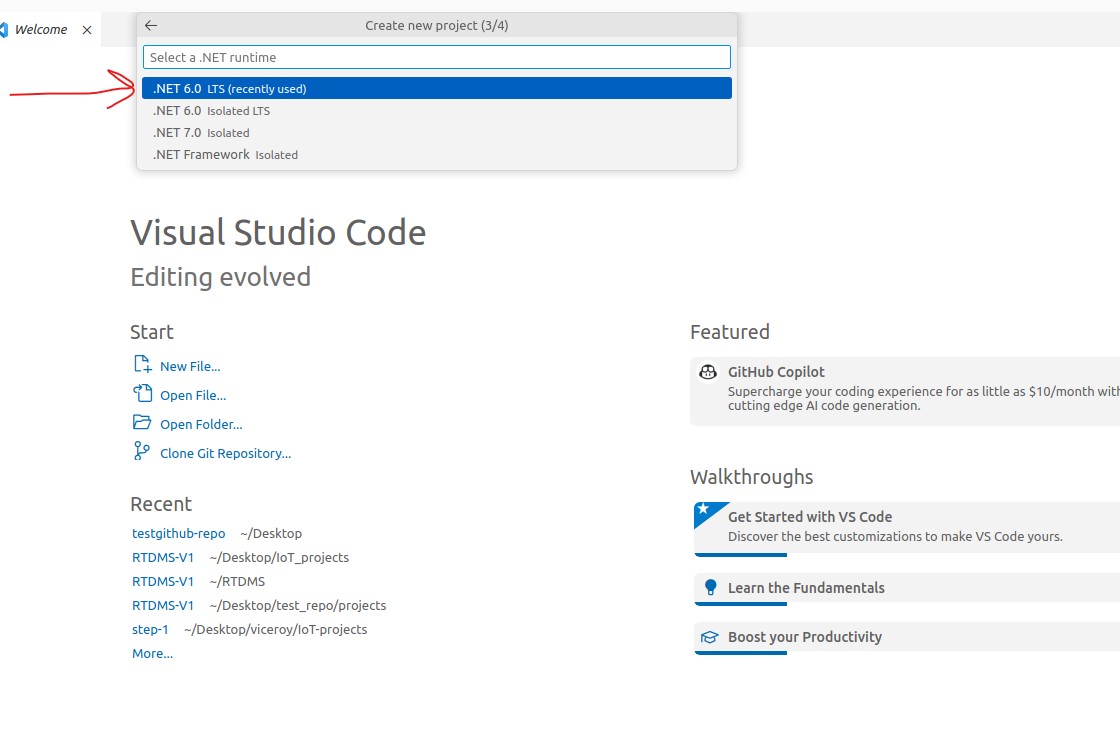 Welcome
Create new project (3/4)
Select a .NET runtime
.NET 6.0 LTS (recently used)
.NET 6.0 Isolated LTS
.NET 7.0 Isolated
.NET Framework Isolated
Visual Studio Code
Editing evolved
Start
New File...
Open File...
Open Folder...
Clone Git Repository...
Recent
testgithub-repo ~/Desktop
RTDMS-V1 ~/Desktop/IoT_projects
RTDMS-V1 ~/RTDMS
RTDMS-V1 ~/Desktop/test_repo/projects
step-1 ~/Desktop/viceroy/IoT-projects
More...
Featured
GitHub Copilot
Supercharge your coding experience for as little as $10/month with
cutting edge AI code generation.
Walkthroughs
Get Started with VS Code
Discover the best customizations to make VS Code yours.
Learn the Fundamentals
Boost your Productivity